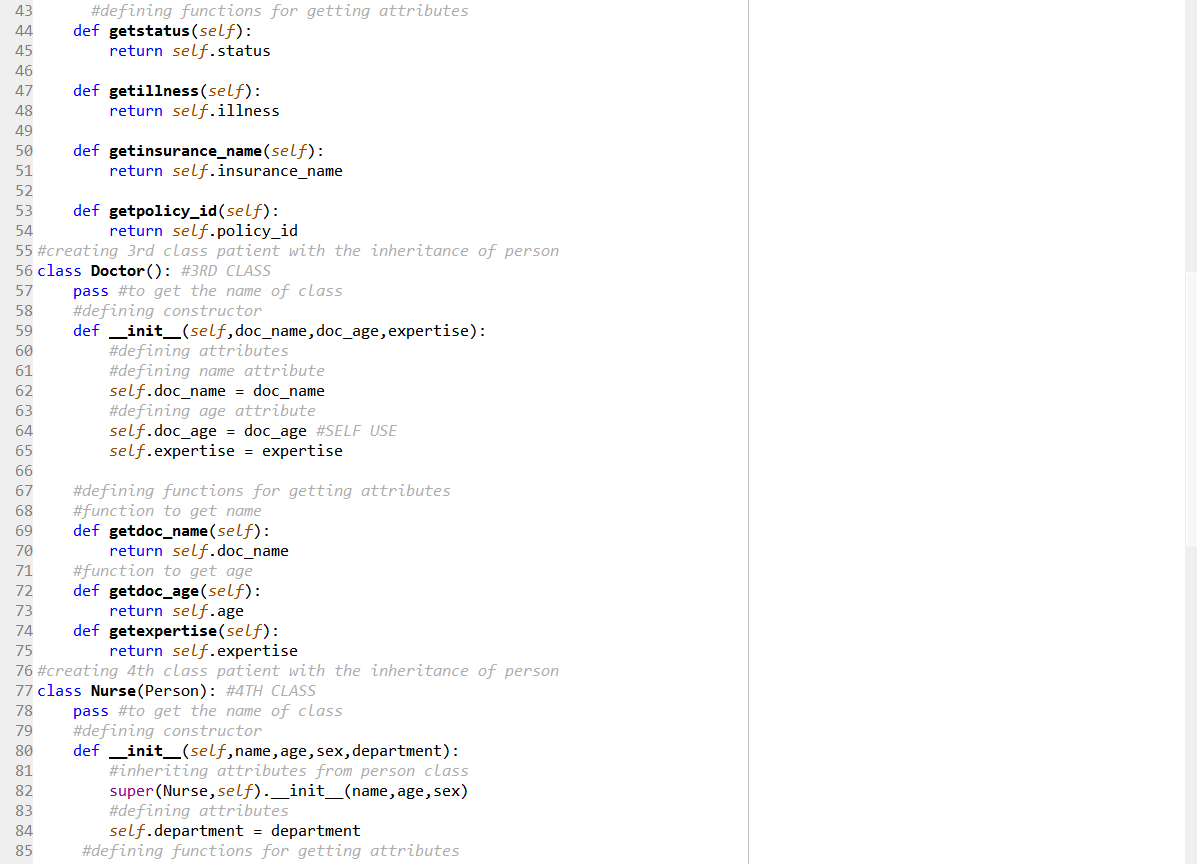 43 #defining functions for getting attributes
44 def getstatus(self):
45 return self.status
46
47 def getillness(self):
48 return self.illness
49
50 def getinsurance_name(self):
51 return self.insurance_name
52
53 def getpolicy_id(self):
54 return self.policy_id
55 #creating 3rd class patient with the inheritance of person
56 class Doctor(): #3RD CLASS
57 pass #to get the name of class
58 #defining constructor
59 def __init__(self,doc_name,doc_age,expertise):
60 #defining attributes
61 #defining name attribute
62 self.doc_name = doc_name
63 #defining age attribute
64 self.doc_age = doc_age #SELF USE
65 self.expertise = expertise
66
67 #defining functions for getting attributes
68 #function to get name
69 def getdoc_name(self):
70 return self.doc_name
71 #function to get age
72 def getdoc_age(self):
73 return self.age
74 def getexpertise(self):
75 return self.expertise
76 #creating 4th class patient with the inheritance of person
77 class Nurse(Person): #4TH CLASS
78 pass #to get the name of class
79 #defining constructor
80 def __init__(self,name,age,sex,department):
81 #inheriting attributes from person class
82 super(Nurse,self).__init__(name,age,sex)
83 #defining attributes
84 self.department = department
85 #defining functions for getting attributes